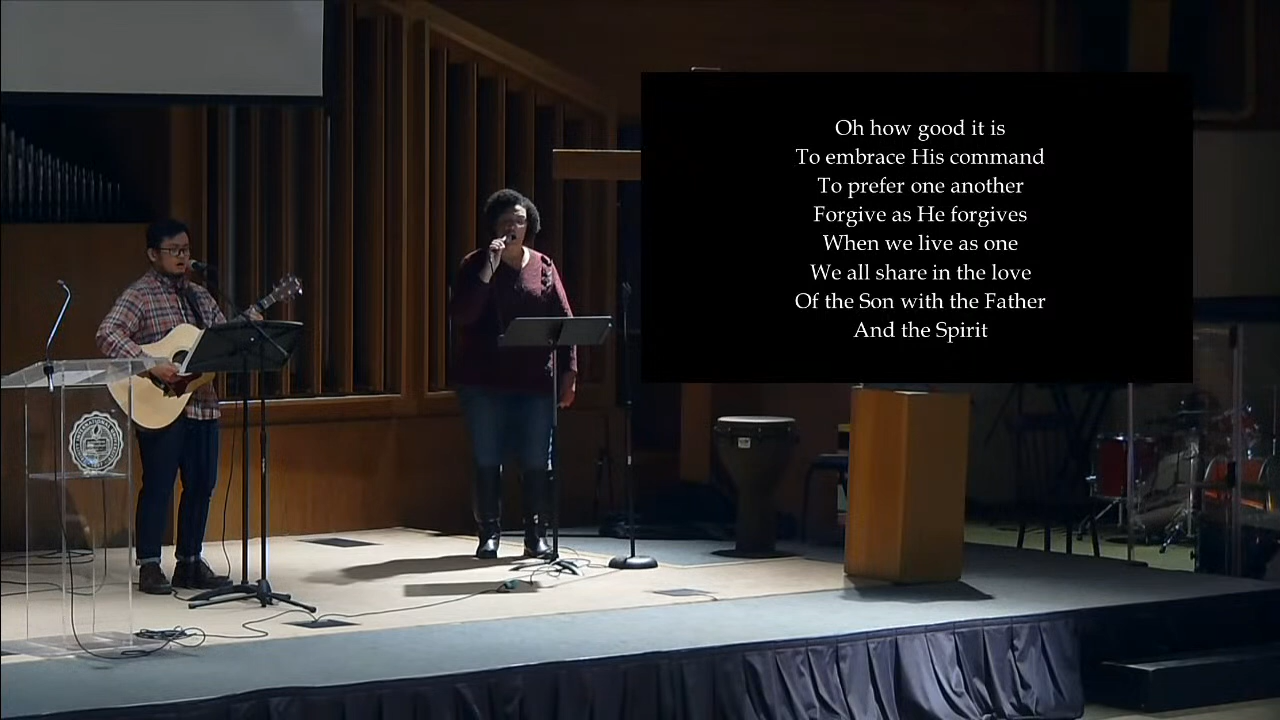 Oh how good it is
To embrace His command
To prefer one another
Forgive as He forgives
When we live as one
We all share in the love
Of the Son with the Father
And the Spirit